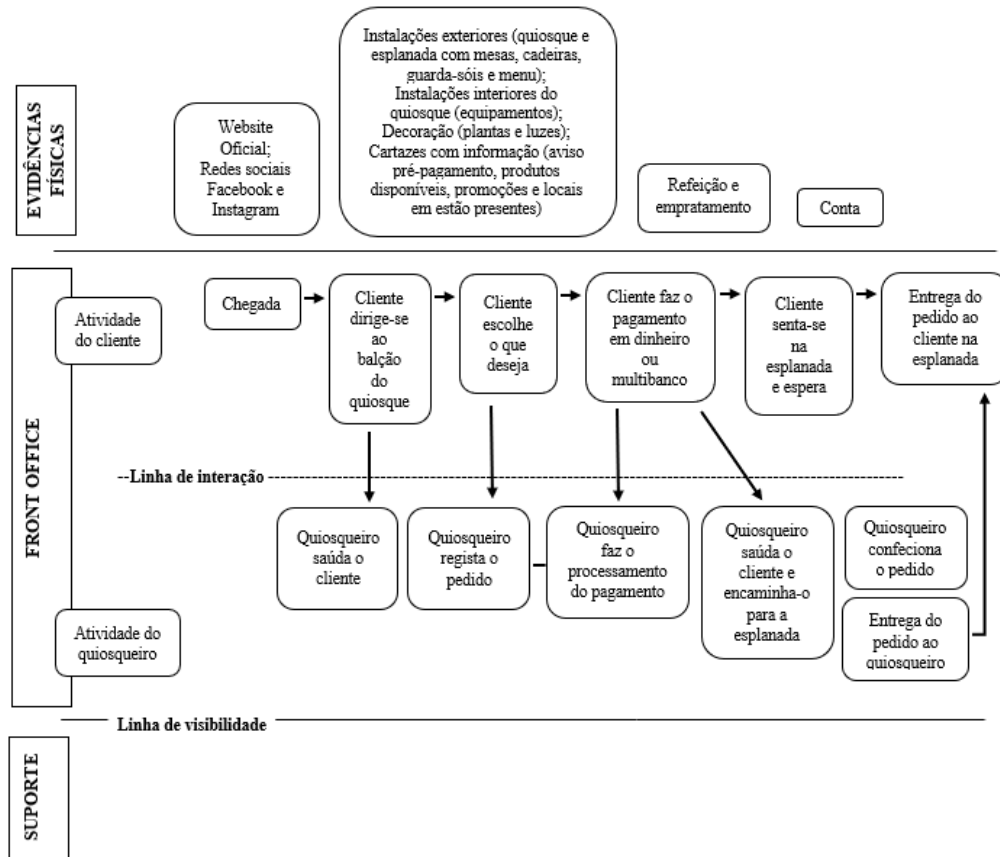 EVIDÊNCIAS
FÍSICAS
Website
Oficial;
Redes sociais
Facebook e
Instagram
Instalações exteriores (quiosque e
esplanada com mesas, cadeiras,
guarda-sóis e menu);
Instalações interiores do
quiosque (equipamentos);
Decoração (plantas e luzes);
Cartazes com informação (aviso
pré-pagamento, produtos
disponíveis, promoções e locais
em estão presentes)
Refeição e
empratamento
Conta
FRONT OFFICE
Atividade
do cliente
Chegada
Cliente
dirige-se
ao
balção
do
quiosque
Cliente
escolhe
o que
deseja
Cliente faz o
pagamento
em dinheiro
ou
multibanco
Cliente
senta-se
na
esplanada
e espera
Entrega do
pedido ao
cliente na
esplanada
Linha de interação
Atividade do
quiosqueiro
Quiosqueiro
saúda o
cliente
Quiosqueiro
regista o
pedido
Quiosqueiro
faz o
processamento
do pagamento
Quiosqueiro
saúda o
cliente e
encaminha-o
para a
esplanada
Quiosqueiro
confeciona
o pedido
Entrega do
pedido ao
quiosqueiro
Linha de visibilidade
SUPORTE